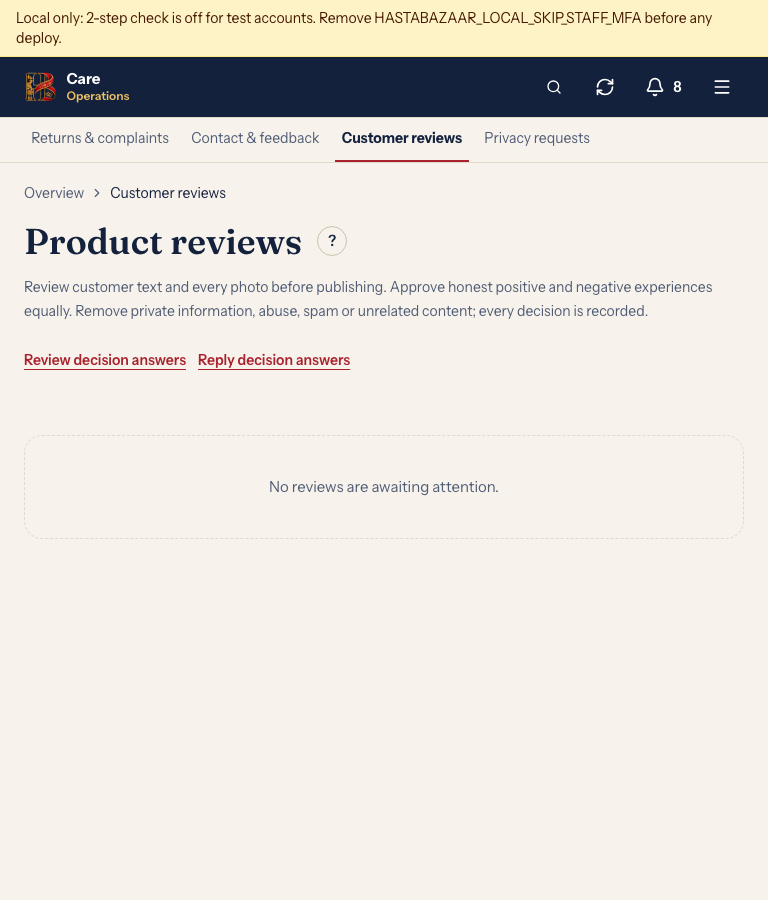 Local only: 2-step check is off for test accounts. Remove HASTABAZAAR_LOCAL_SKIP_STAFF_MFA before any
deploy.
Care
Operations
8
Returns & complaints
Contact & feedback
Customer reviews
Privacy requests
Overview > Customer reviews
Product reviews
?
Review customer text and every photo before publishing. Approve honest positive and negative experiences
equally. Remove private information, abuse, spam or unrelated content; every decision is recorded.
Review decision answers
Reply decision answers
No reviews are awaiting attention.